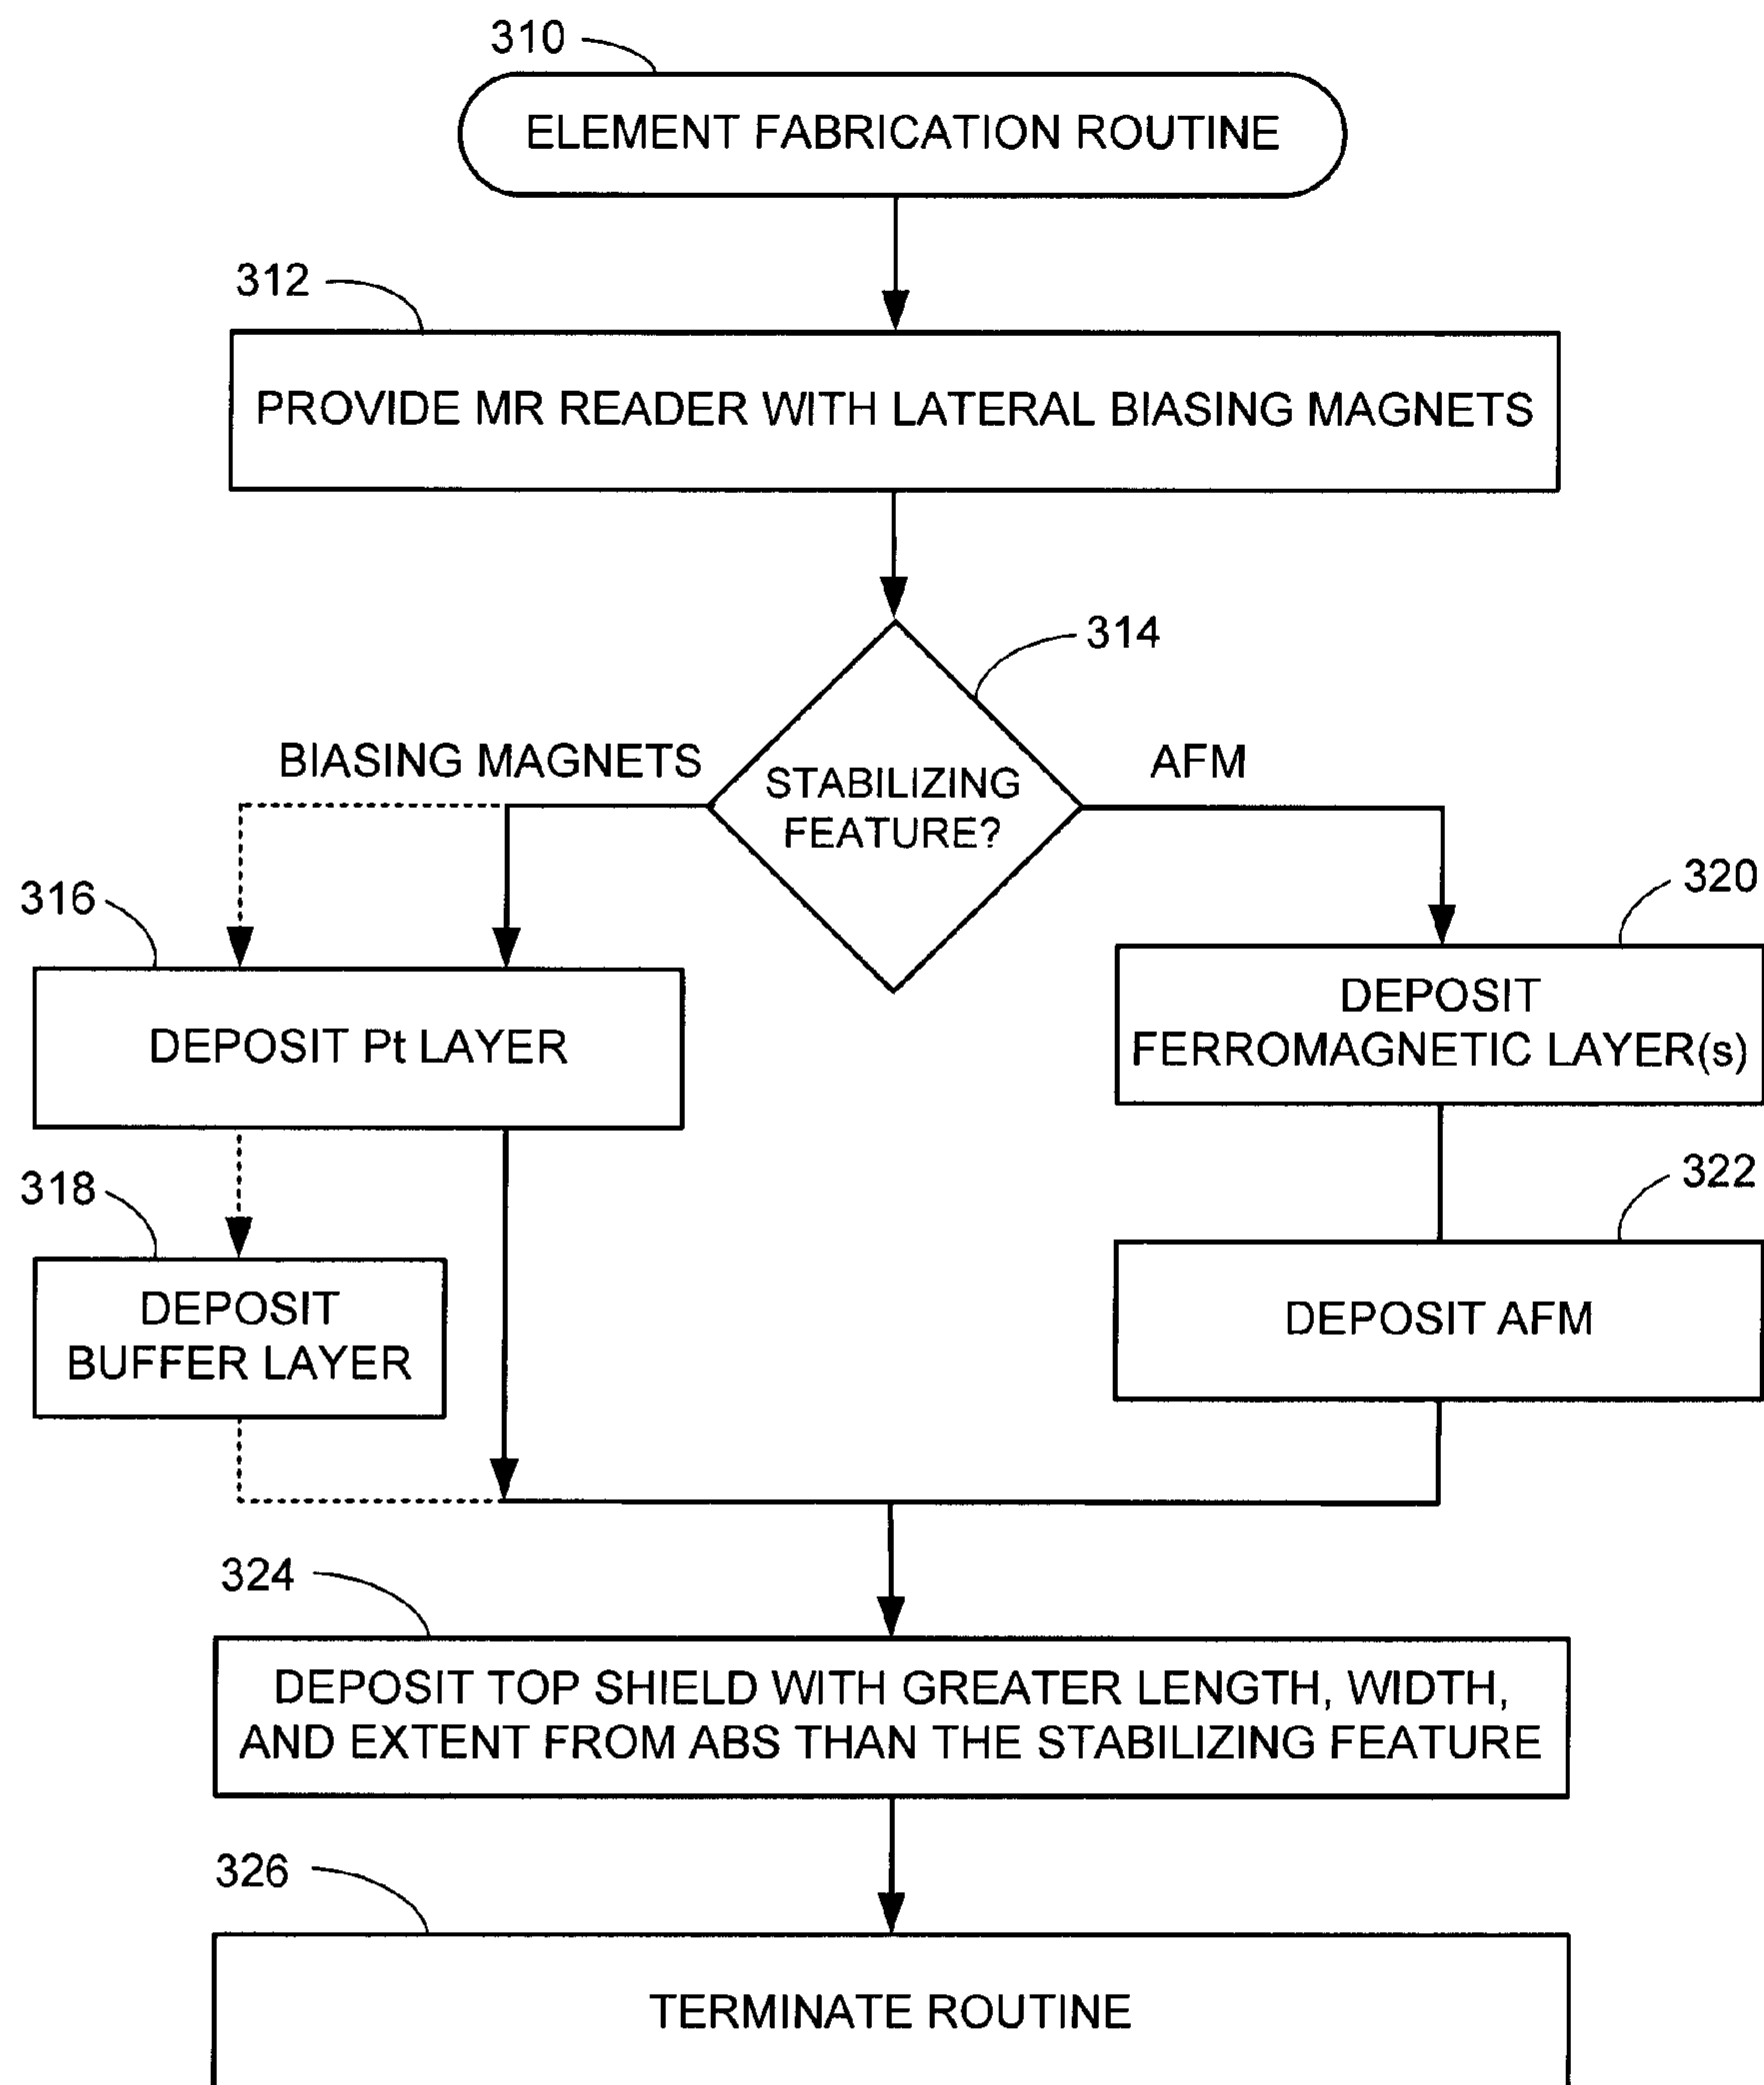 310
ELEMENT FABRICATION ROUTINE
312
PROVIDE MR READER WITH LATERAL BIASING MAGNETS
314
BIASING MAGNETS
AFM
STABILIZING
FEATURE?
316
320
DEPOSIT Pt LAYER
DEPOSIT
FERROMAGNETIC LAYER(s)
318
322
DEPOSIT
BUFFER LAYER
DEPOSIT AFM
324
DEPOSIT TOP SHIELD WITH GREATER LENGTH, WIDTH,
AND EXTENT FROM ABS THAN THE STABILIZING FEATURE
326
TERMINATE ROUTINE